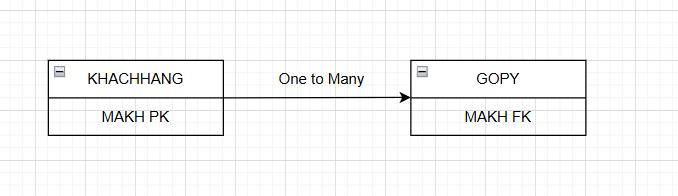 KHACHHANG
MAKH PK
One to Many
GOPY
MAKH FK